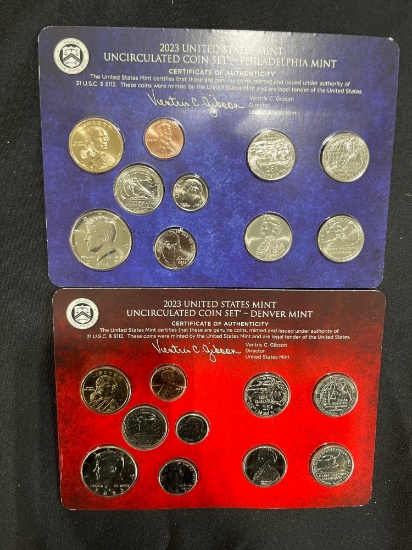 2023 UNITED STATES MINT
UNCIRCULATED COIN SET – PHILADELPHIA MINT
CERTIFICATE OF AUTHENTICITY
The United States Mint certifies that these are genuine coins, minted and issued under authority of
31 U.S.C. § 5112. These coins were minted by the United States Mint and are legal tender of the United States.
Ventris C. Gibson
Ventris C. Gibson
Director
United States Mint
2023 UNITED STATES MINT
UNCIRCULATED COIN SET – DENVER MINT
CERTIFICATE OF AUTHENTICITY
The United States Mint certifies that these are genuine coins, minted and issued under authority of
31 U.S.C. § 5112. These coins were minted by the United States Mint and are legal tender of the United States.
Ventris C. Gibson
Ventris C. Gibson
Director
United States Mint